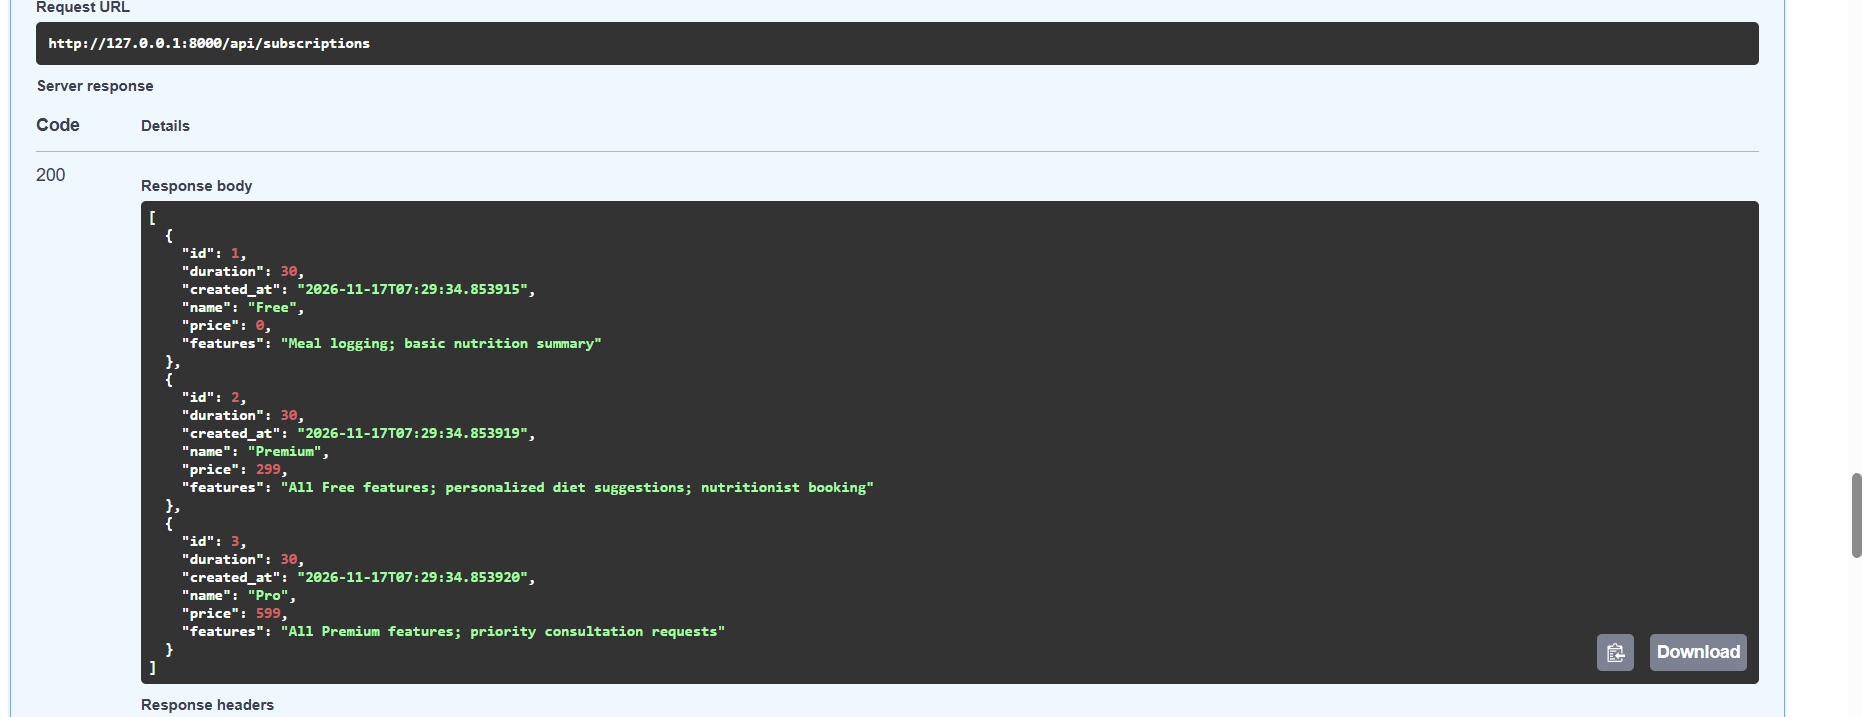 Request URL
http://127.0.0.1:8000/api/subscriptions
Server response
Code Details
200
Response body
[
  {
    "id": 1,
    "duration": 30,
    "created_at": "2026-11-17T07:29:34.853915",
    "name": "Free",
    "price": 0,
    "features": "Meal logging; basic nutrition summary"
  },
  {
    "id": 2,
    "duration": 30,
    "created_at": "2026-11-17T07:29:34.853919",
    "name": "Premium",
    "price": 299,
    "features": "All Free features; personalized diet suggestions; nutritionist booking"
  },
  {
    "id": 3,
    "duration": 30,
    "created_at": "2026-11-17T07:29:34.853920",
    "name": "Pro",
    "price": 599,
    "features": "All Premium features; priority consultation requests"
  }
]
Download
Response headers